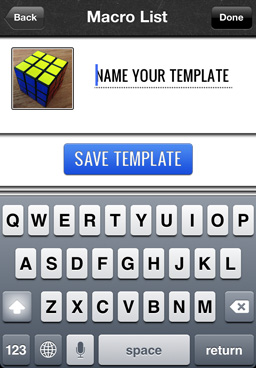 Back Macro List Done
NAME YOUR TEMPLATE
SAVE TEMPLATE
Q W E R T Y U I O P
A S D F G H J K L
Z X C V B N M
123 space return